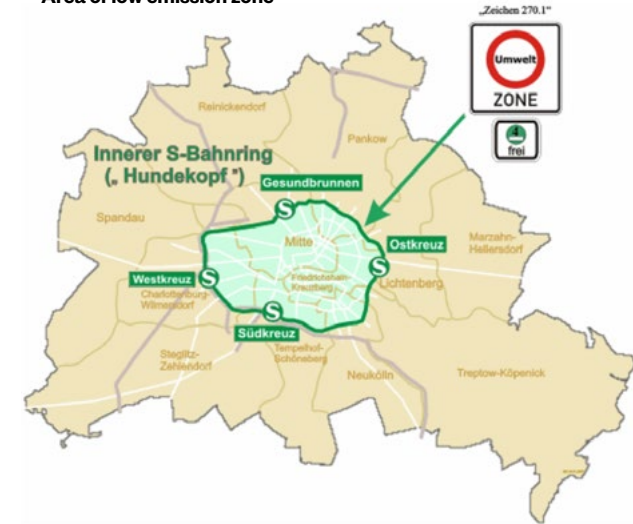 Area of low emission zone
„Zeichen 270.1"
Umwelt
ZONE
4
frei
Reinickendorf
Pankow
Innerer S-Bahnring
(„ Hundekopf ")
Gesundbrunnen
S
Spandau
Mitte
Ostkreuz
Marzahn-
Hellersdorf
S
Westkreuz
S
Friedrichshain-
Kreuzberg
Lichtenberg
Charlottenburg-
Wilmersdorf
S
Südkreuz
Steglitz-
Zehlendorf
Tempelhof-
Schöneberg
Neukölln
Treptow-Köpenick